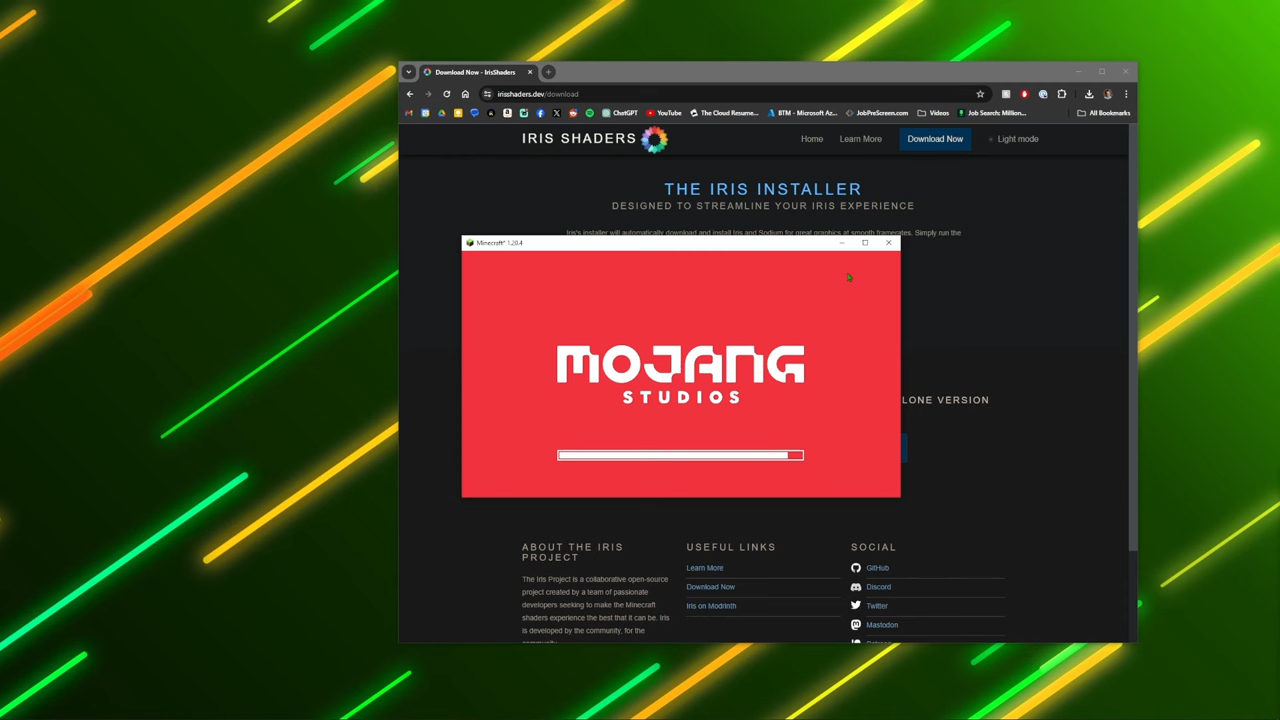 Download Now - IrisShaders
irisshaders.dev/download
ChatGPT
YouTube
The Cloud Resume...
BTM - Microsoft Az...
JobPreScreen.com
Videos
Job Search: Million...
All Bookmarks
IRIS SHADERS
Home
Learn More
Download Now
Light mode
THE IRIS INSTALLER
DESIGNED TO STREAMLINE YOUR IRIS EXPERIENCE
Iris's installer will automatically download and install Iris and Sodium for great graphics at smooth framerates. Simply run the
Minecraft* 1.20.4
MOJANG
STUDIOS
LONE VERSION
ABOUT THE IRIS
PROJECT
The Iris Project is a collaborative open-source
project created by a team of passionate
developers seeking to make the Minecraft
shaders experience the best that it can be. Iris
is developed by the community, for the
USEFUL LINKS
Learn More
Download Now
Iris on Modrinth
SOCIAL
GitHub
Discord
Twitter
Mastodon